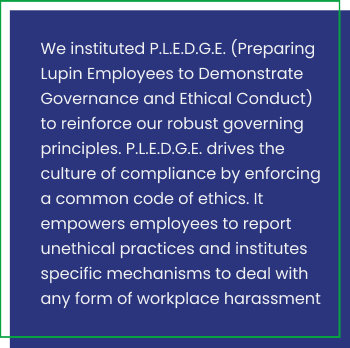 We instituted P.L.E.D.G.E. (Preparing
Lupin Employees to Demonstrate
Governance and Ethical Conduct)
to reinforce our robust governing
principles. P.L.E.D.G.E. drives the
culture of compliance by enforcing
a common code of ethics. It
empowers employees to report
unethical practices and institutes
specific mechanisms to deal with
any form of workplace harassment